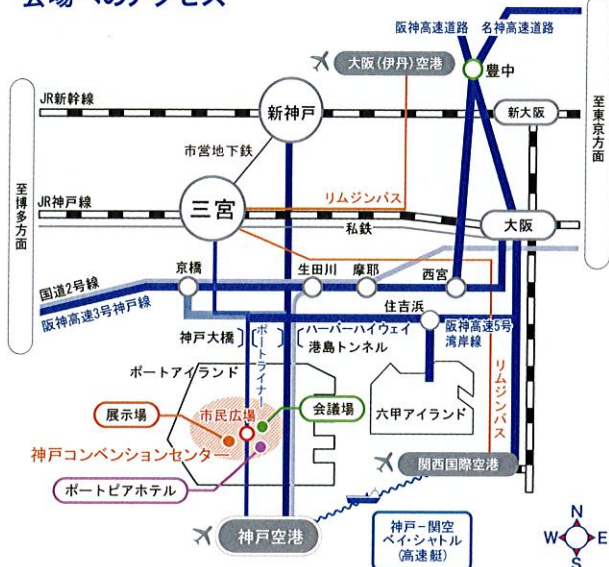 会場へのアクセス
阪神高速道路
名神高速道路
大阪(伊丹)空港
豊中
JR新幹線
新神戸
新大阪
至東京方面
市営地下鉄
至博多方面
JR神戸線
三宮
リムジンバス
私鉄
大阪
京橋
生田川
摩耶
西宮
国道2号線
阪神高速3号神戸線
住吉浜
神戸大橋
ポートライナー
ハーバーハイウェイ
港島トンネル
阪神高速5号
湾岸線
ポートアイランド
リムジンバス
展示場
市民広場
会議場
六甲アイランド
神戸コンベンションセンター
ポートピアホテル
関西国際空港
神戸空港
神戸−関空
ベイ・シャトル
(高速艇)
N
W
E
S